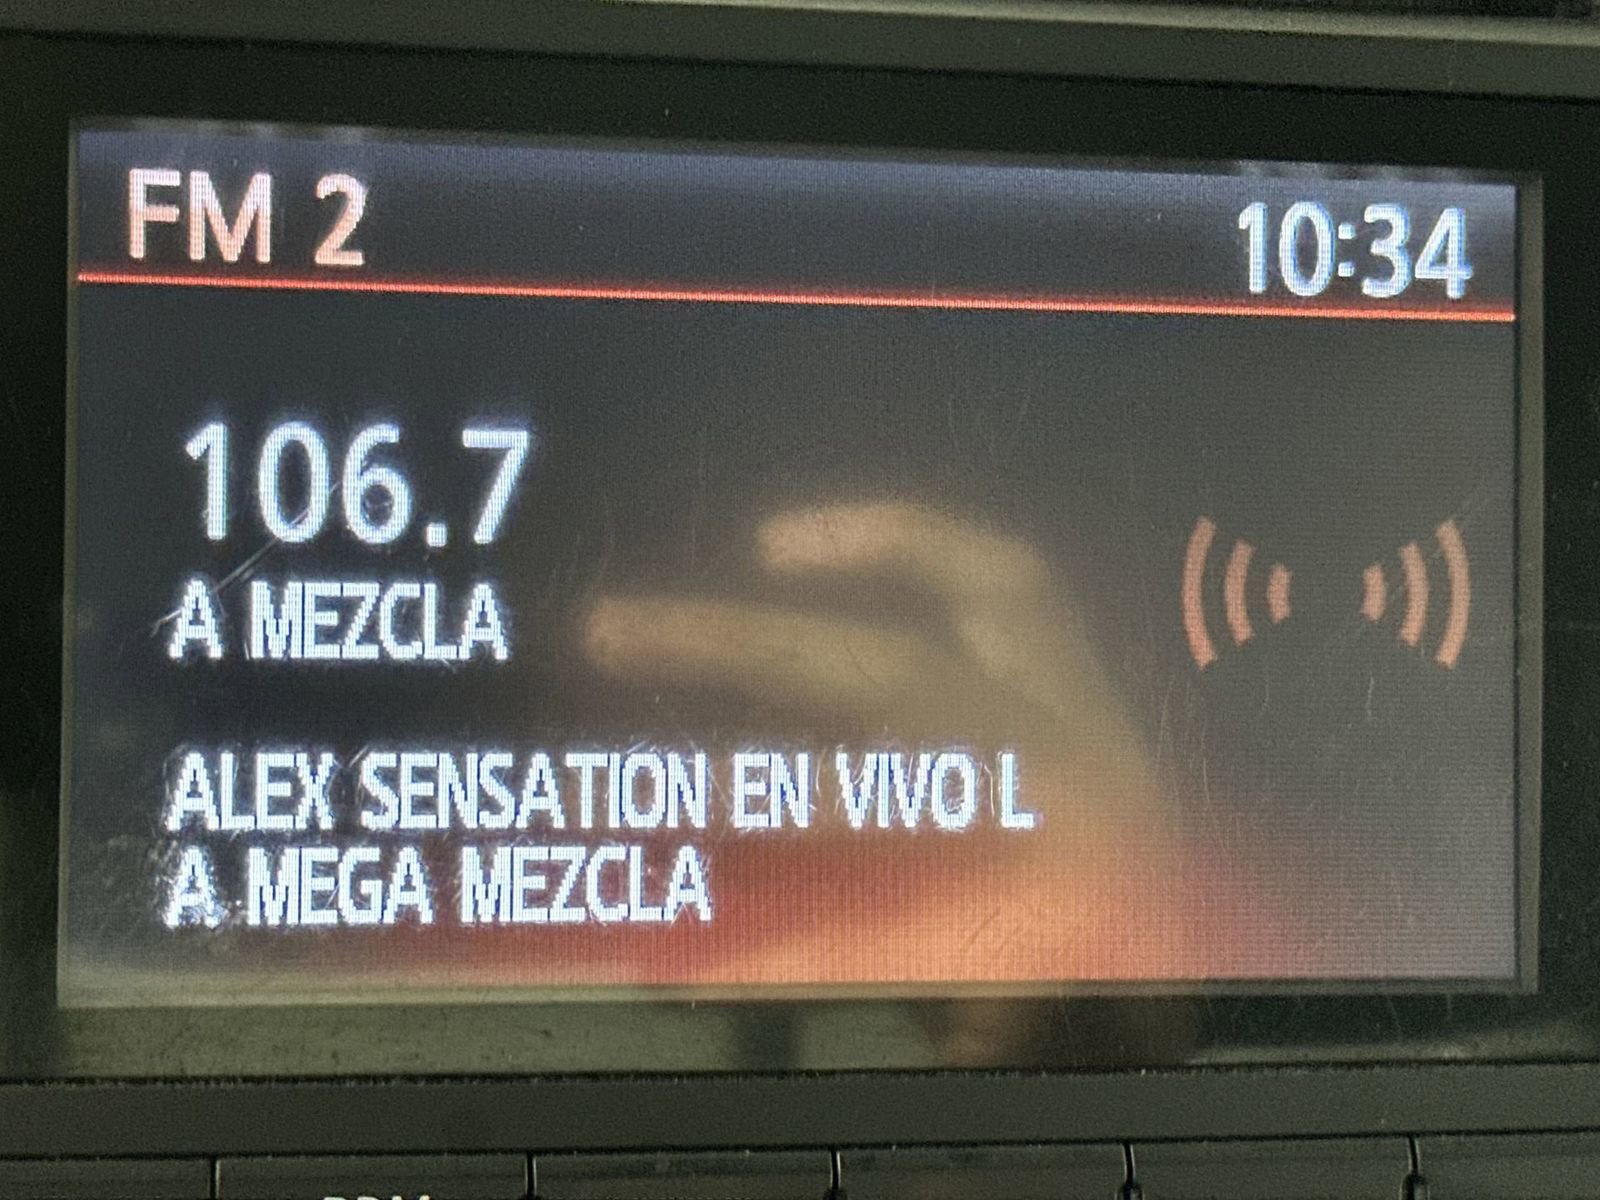 FM 2
10:34
106.7
A MEZCLA
ALEX SENSATION EN VIVO L
A MEGA MEZCLA